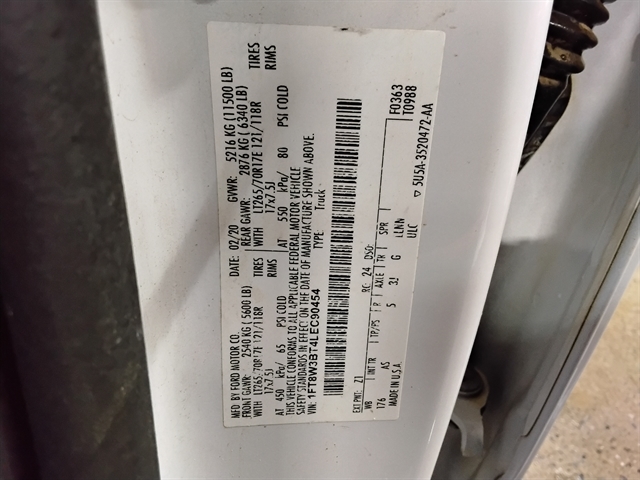 MFD BY FORD MOTOR CO.
DATE: 02/20 GVWR: 5216 KG (11500 LB)
FRONT GAWR: 2540 KG (5600 LB) REAR GAWR: 2876 KG (6340 LB)
LT265/70R17E 121/118R TIRES WITH LT265/70R17E 121/118R TIRES
17x7.5J RIMS 17x7.5J RIMS
AT 450 kPa/ 65 PSI COLD AT 550 kPa/ 80 PSI COLD
THIS VEHICLE CONFORMS TO ALL APPLICABLE FEDERAL MOTOR VEHICLE
SAFETY STANDARDS IN EFFECT ON THE DATE OF MANUFACTURE SHOWN ABOVE.
VIN: 1FT8W3BT4LEC90454 TYPE: Truck
F0363
T0988
EXT PNT: Z1 RC: 24 DSO:
WB INT TR TP/PS R AXLE TR SPR
176 AS 5 G
MADE IN U.S.A. ULC
5U5A-3520472-AA